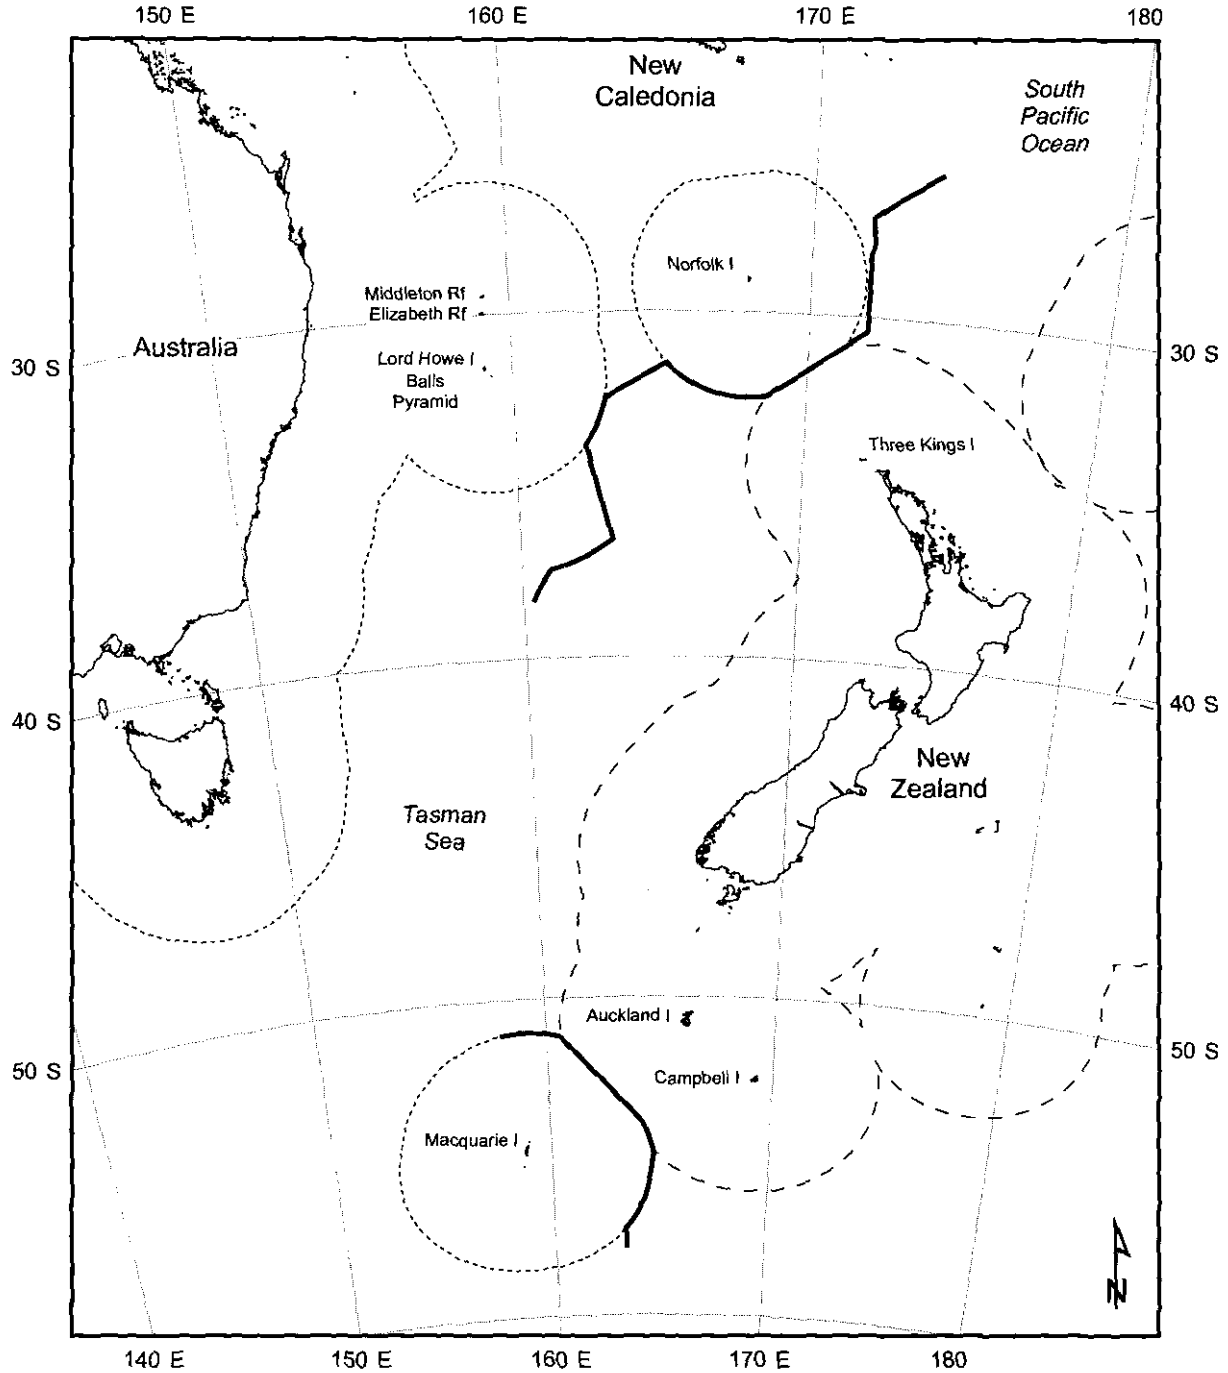 150 E
160 E
170 E
180
New
Caledonia
South
Pacific
Ocean
Norfolk I
Middleton Rf
Elizabeth Rf
Australia
Lord Howe I
Balls
Pyramid
30 S
30 S
Three Kings I
40 S
40 S
New
Zealand
Tasman
Sea
Auckland I
50 S
50 S
Campbell I
Macquarie I
N
140 E
150 E
160 E
170 E
180